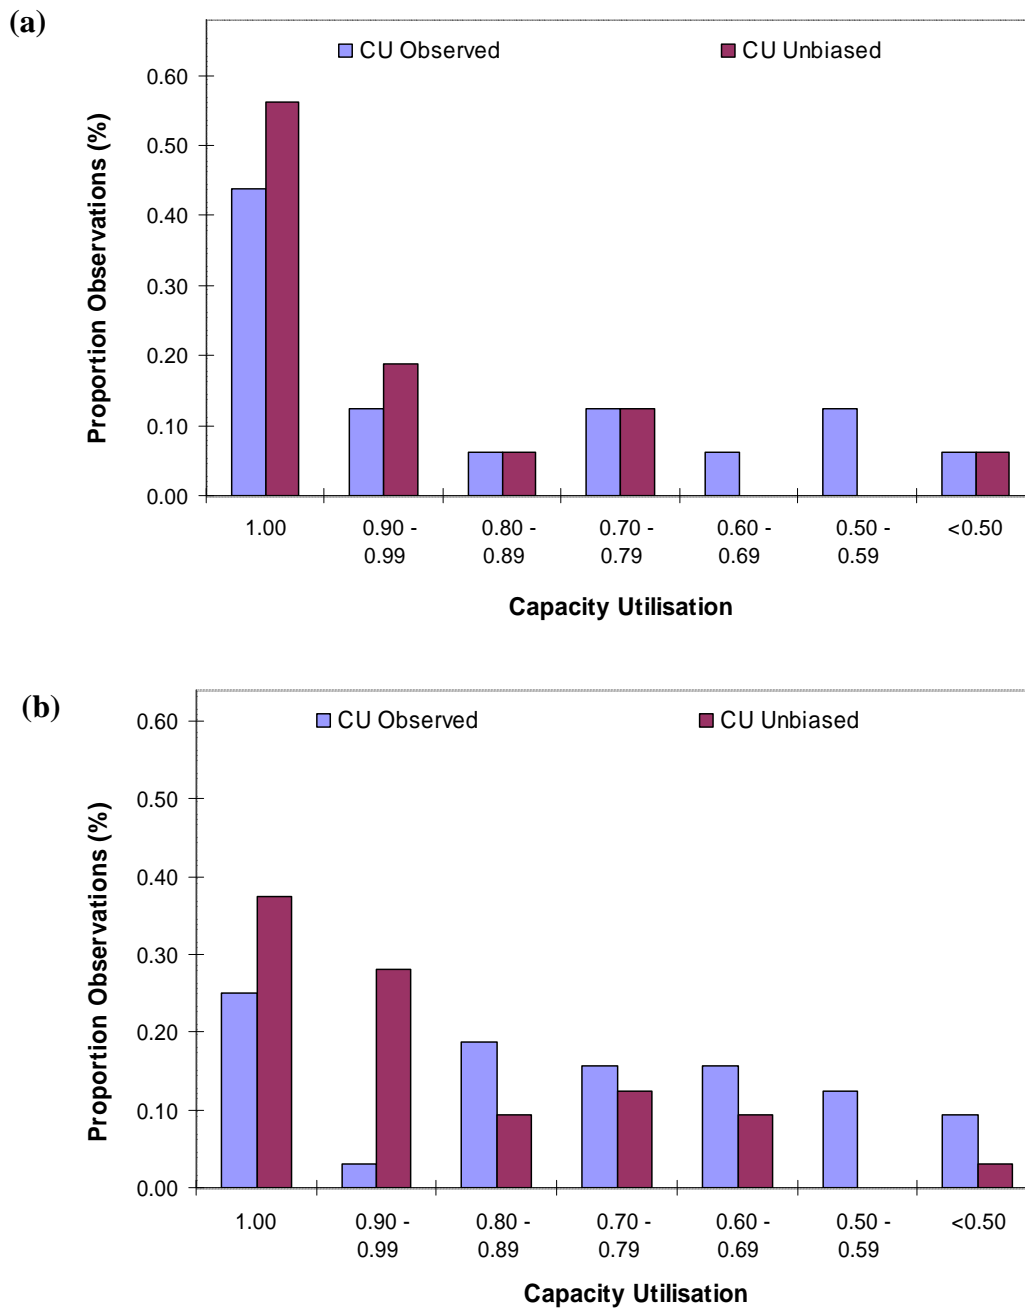 (a)
CU Observed CU Unbiased
Proportion Observations (%)
0.60
0.50
0.40
0.30
0.20
0.10
0.00
1.00 0.90 - 0.80 - 0.70 - 0.60 - 0.50 - <0.50
0.99 0.89 0.79 0.69 0.59
Capacity Utilisation
(b)
CU Observed CU Unbiased
Proportion Observations (%)
0.60
0.50
0.40
0.30
0.20
0.10
0.00
1.00 0.90 - 0.80 - 0.70 - 0.60 - 0.50 - <0.50
0.99 0.89 0.79 0.69 0.59
Capacity Utilisation